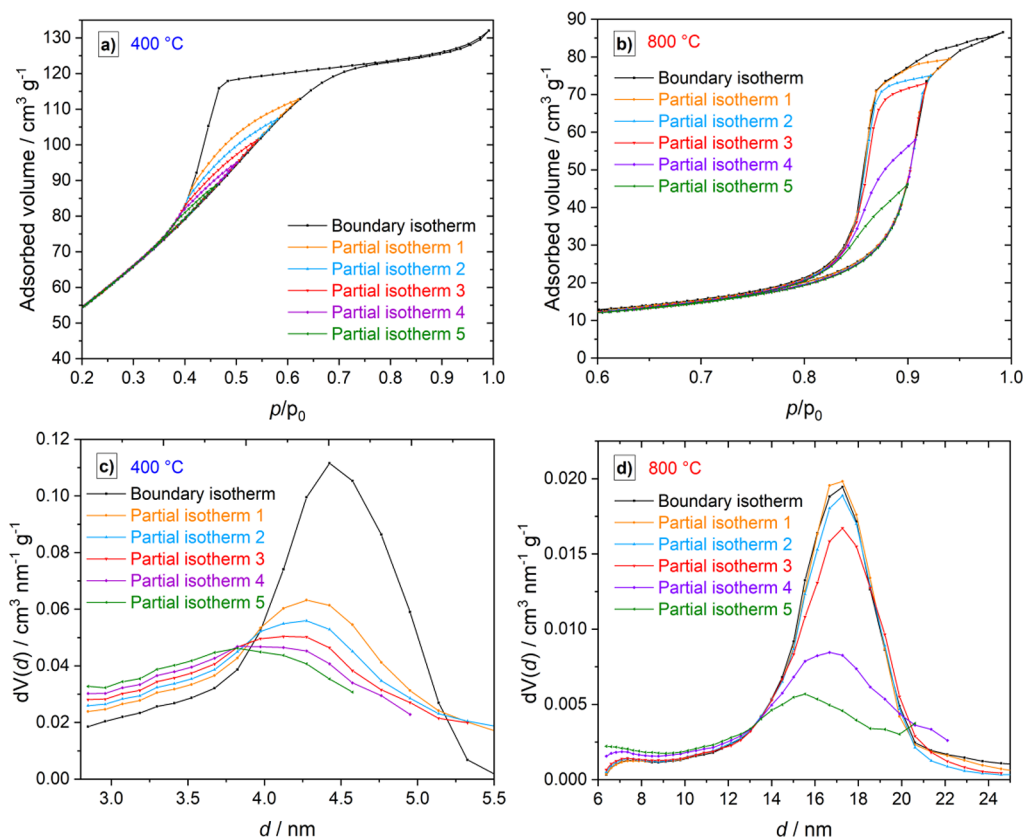 a) 400 °C
Adsorbed volume / cm³ g⁻¹
130
120
110
100
90
80
70
60
50
40
Boundary isotherm
Partial isotherm 1
Partial isotherm 2
Partial isotherm 3
Partial isotherm 4
Partial isotherm 5
0.2 0.3 0.4 0.5 0.6 0.7 0.8 0.9 1.0
p/p₀
b) 800 °C
Adsorbed volume / cm³ g⁻¹
90
80
70
60
50
40
30
20
10
0
Boundary isotherm
Partial isotherm 1
Partial isotherm 2
Partial isotherm 3
Partial isotherm 4
Partial isotherm 5
0.6 0.7 0.8 0.9 1.0
p/p₀
c) 400 °C
dV(d) / cm³ nm⁻¹ g⁻¹
0.12
0.10
0.08
0.06
0.04
0.02
0.00
Boundary isotherm
Partial isotherm 1
Partial isotherm 2
Partial isotherm 3
Partial isotherm 4
Partial isotherm 5
3.0 3.5 4.0 4.5 5.0 5.5
d / nm
d) 800 °C
dV(d) / cm³ nm⁻¹ g⁻¹
0.020
0.015
0.010
0.005
0.000
Boundary isotherm
Partial isotherm 1
Partial isotherm 2
Partial isotherm 3
Partial isotherm 4
Partial isotherm 5
6 8 10 12 14 16 18 20 22 24
d / nm